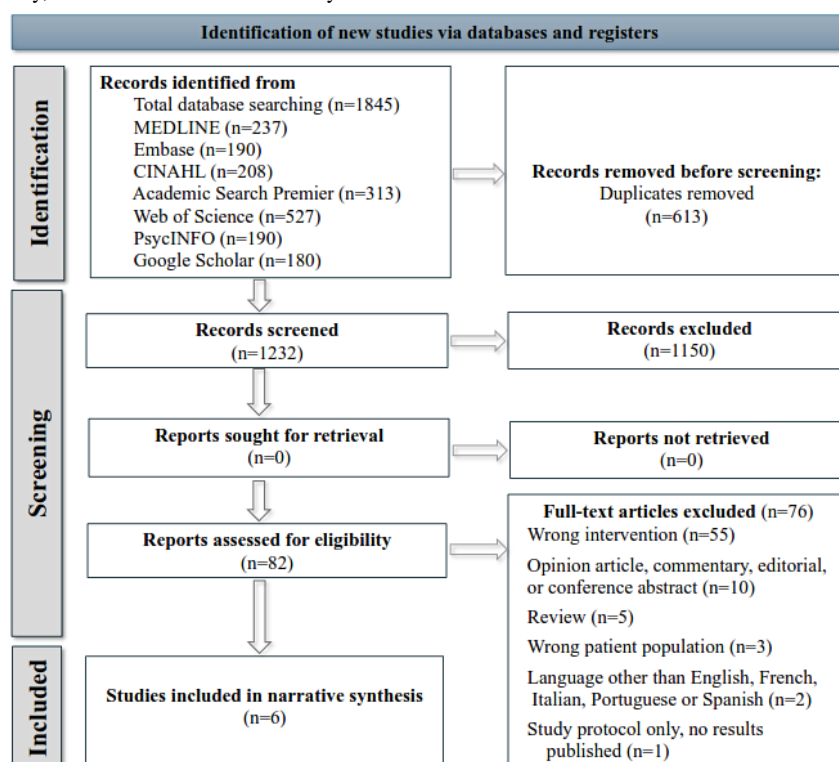 Identification of new studies via databases and registers
Identification
Records identified from
Total database searching (n=1845)
MEDLINE (n=237)
Embase (n=190)
CINAHL (n=208)
Academic Search Premier (n=313)
Web of Science (n=527)
PsycINFO (n=190)
Google Scholar (n=180)
Records removed before screening:
Duplicates removed
(n=613)
Screening
Records screened
(n=1232)
Records excluded
(n=1150)
Reports sought for retrieval
(n=0)
Reports not retrieved
(n=0)
Reports assessed for eligibility
(n=82)
Full-text articles excluded (n=76)
Wrong intervention (n=55)
Opinion article, commentary, editorial,
or conference abstract (n=10)
Review (n=5)
Wrong patient population (n=3)
Language other than English, French,
Italian, Portuguese or Spanish (n=2)
Study protocol only, no results
published (n=1)
Included
Studies included in narrative synthesis
(n=6)